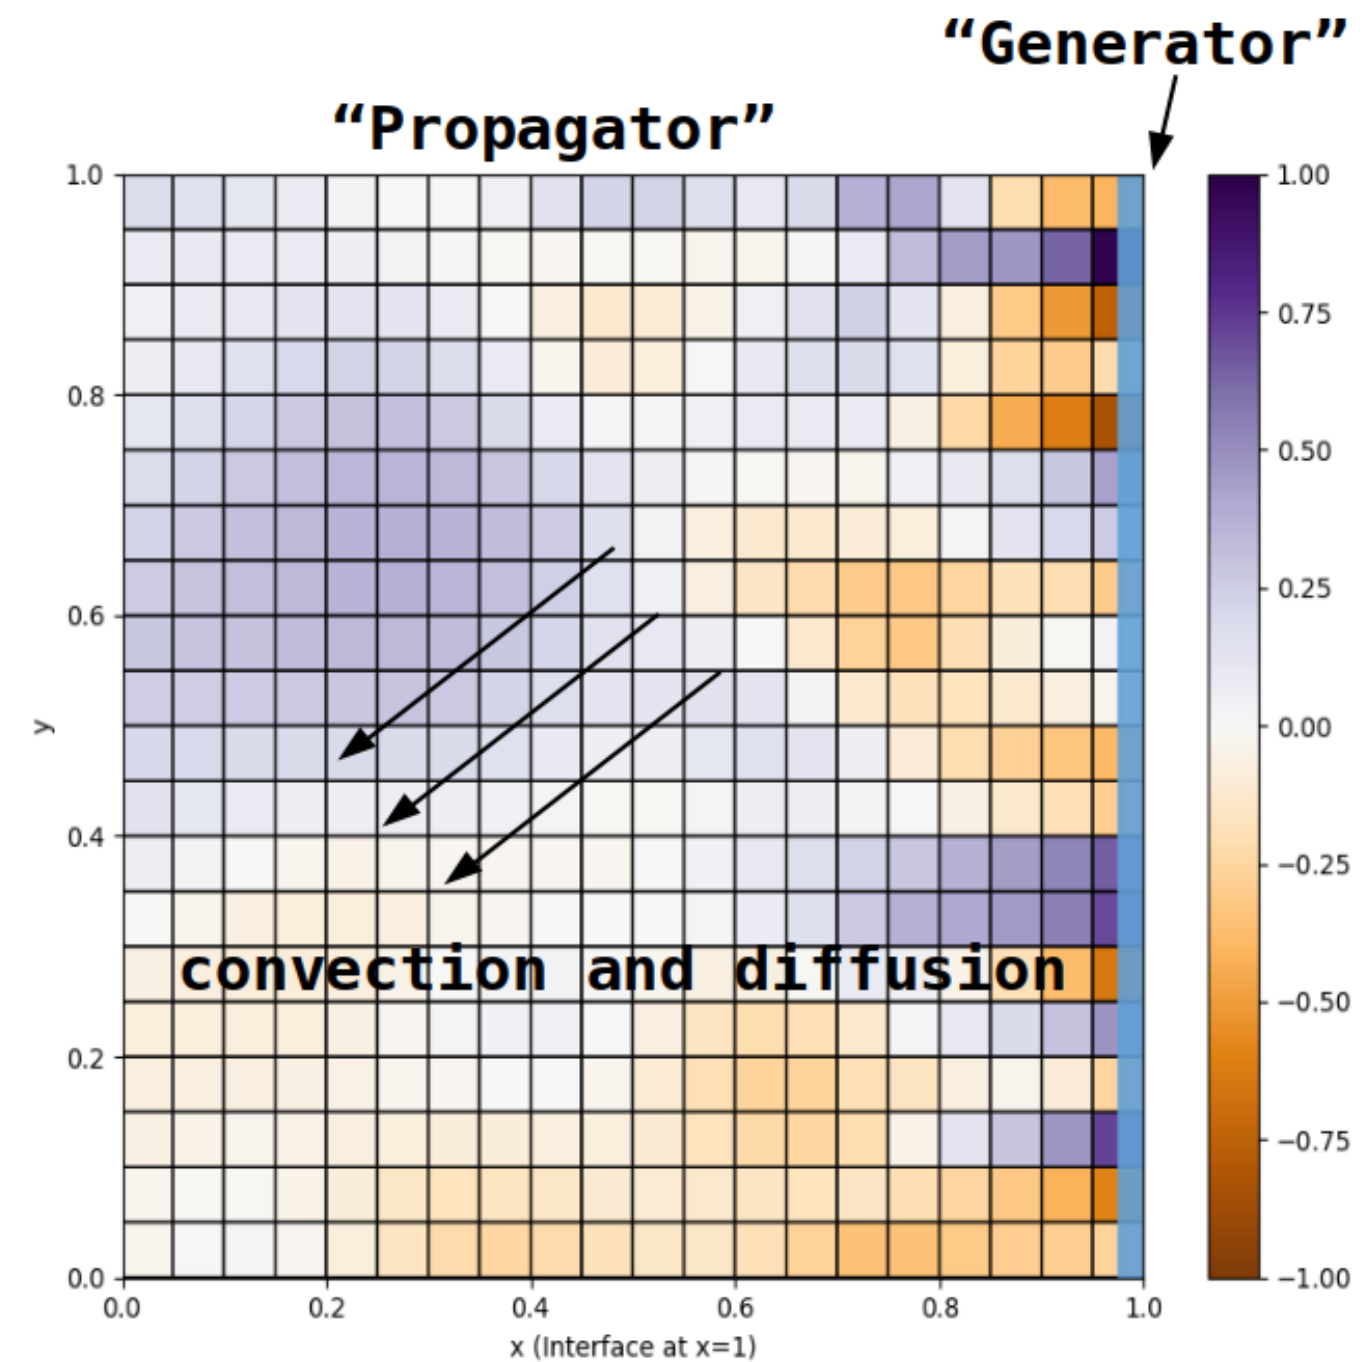 “Generator”
“Propagator”
1.0
0.8
0.6
0.4
0.2
0.0
y
convection and diffusion
0.0 0.2 0.4 0.6 0.8 1.0
x (Interface at x=1)
1.00
0.75
0.50
0.25
0.00
−0.25
−0.50
−0.75
−1.00